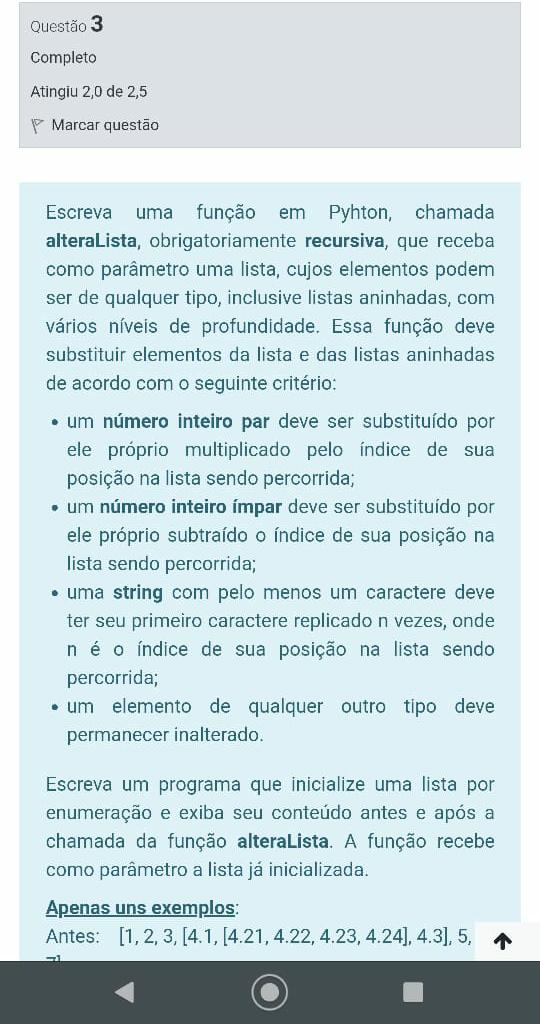 Questão 3
Completo
Atingiu 2,0 de 2,5
Marcar questão
Escreva uma função em Pyhton, chamada
alteraLista, obrigatoriamente recursiva, que receba
como parâmetro uma lista, cujos elementos podem
ser de qualquer tipo, inclusive listas aninhadas, com
vários níveis de profundidade. Essa função deve
substituir elementos da lista e das listas aninhadas
de acordo com o seguinte critério:
• um número inteiro par deve ser substituído por
ele próprio multiplicado pelo índice de sua
posição na lista sendo percorrida;
• um número inteiro ímpar deve ser substituído por
ele próprio subtraído o índice de sua posição na
lista sendo percorrida;
• uma string com pelo menos um caractere deve
ter seu primeiro caractere replicado n vezes, onde
n é o índice de sua posição na lista sendo
percorrida;
• um elemento de qualquer outro tipo deve
permanecer inalterado.
Escreva um programa que inicialize uma lista por
enumeração e exiba seu conteúdo antes e após a
chamada da função alteraLista. A função recebe
como parâmetro a lista já inicializada.
Apenas uns exemplos:
Antes: [1, 2, 3, [4.1, [4.21, 4.22, 4.23, 4.24], 4.3], 5,